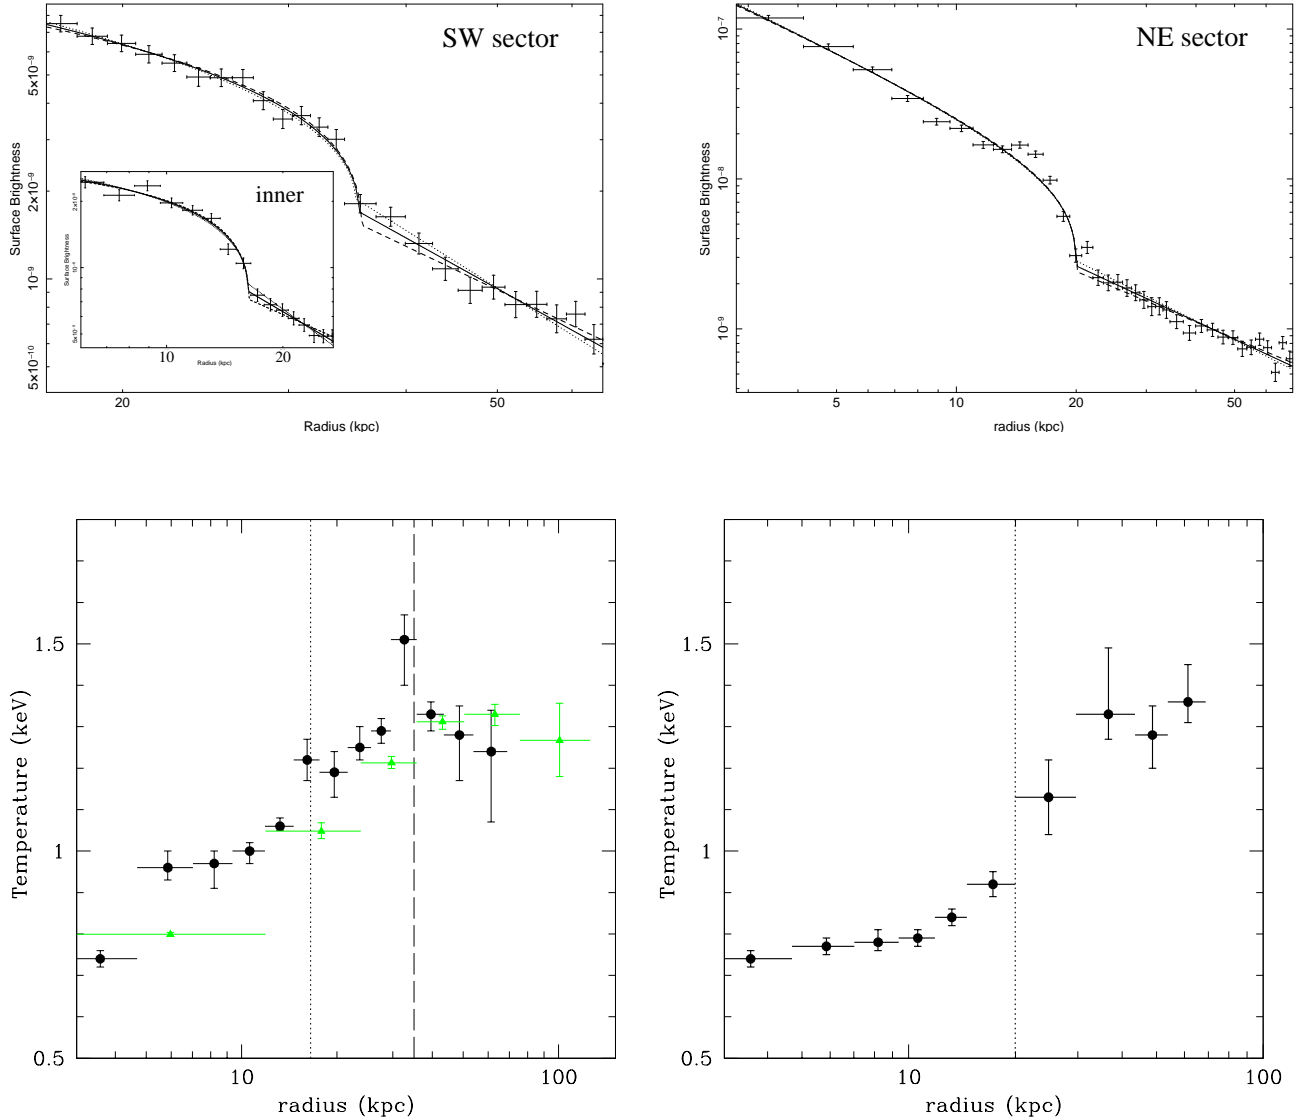 SW sector
Surface Brightness
5×10⁻⁹
2×10⁻⁹
10⁻⁹
5×10⁻¹⁰
20
50
Radius (kpc)
inner
Surface Brightness
10
20
Radius (kpc)
NE sector
Surface Brightness
10⁻⁷
10⁻⁸
10⁻⁹
5
10
20
50
radius (kpc)
Temperature (keV)
1.5
1
0.5
10
100
radius (kpc)
Temperature (keV)
1.5
1
0.5
10
100
radius (kpc)